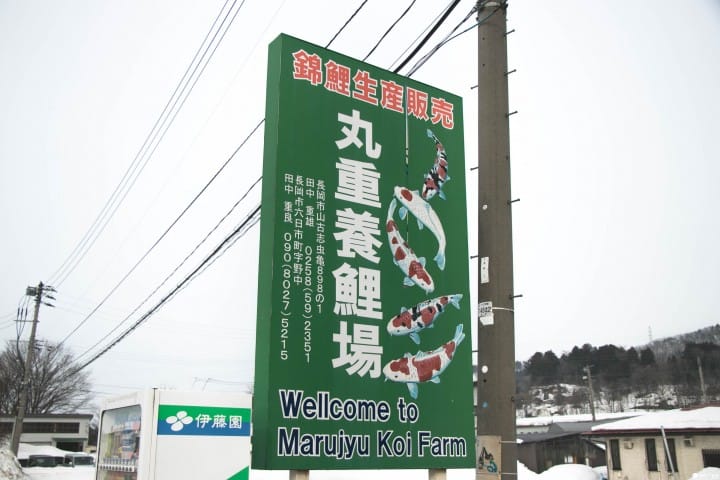 錦鯉生産販売
丸重養鯉場
長岡市山古志虫亀898の1
田中 重雄 0258(59)2351
長岡市六日市町字野中
田中 重良 090(8027)5215
Wellcome to
Marujyu Koi Farm
伊藤園